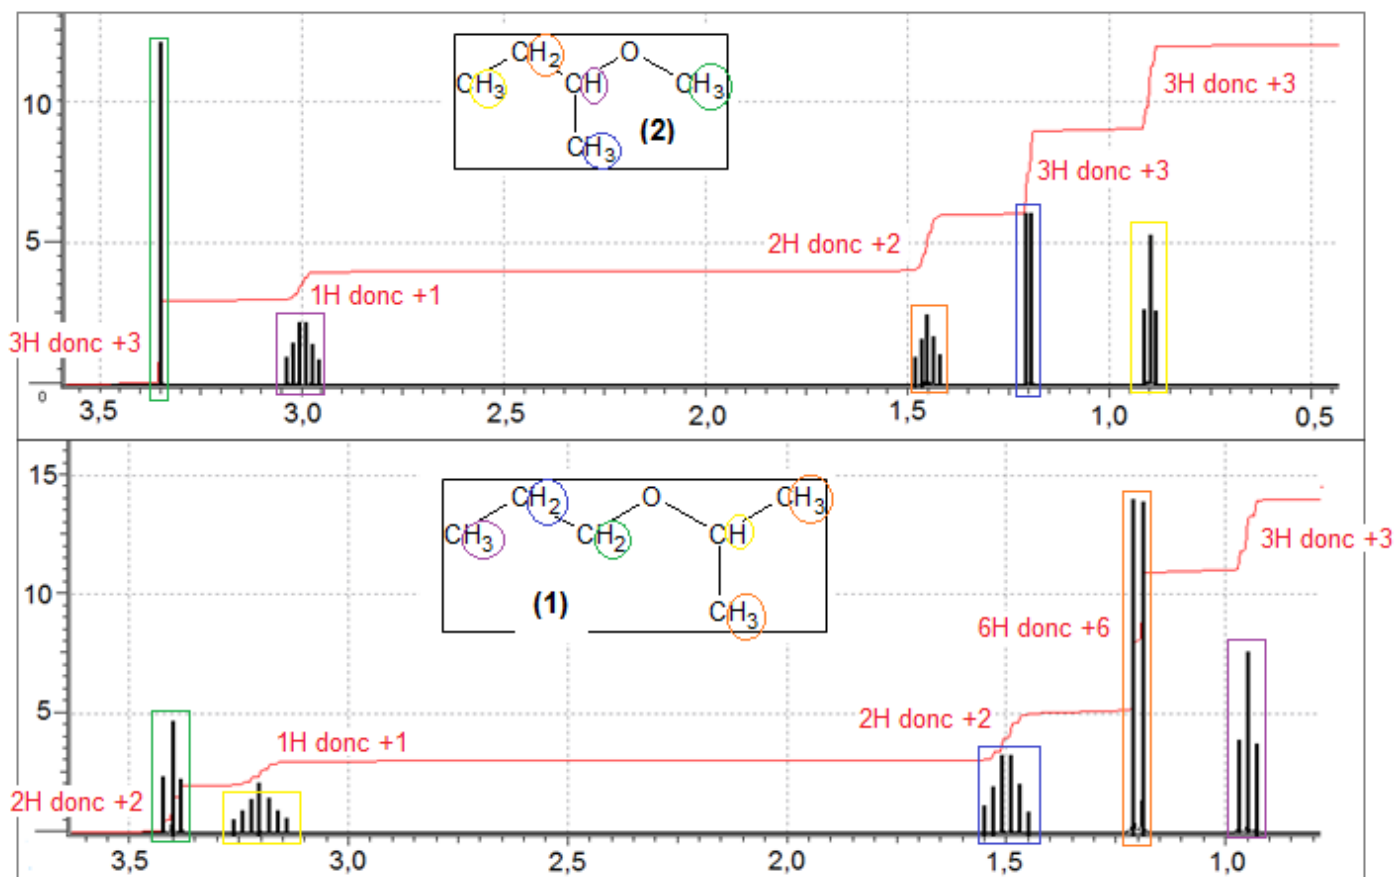 10
5
0
CH2 O
CH3 CH CH3
(2)
CH3
3H donc +3
3H donc +3
2H donc +2
1H donc +1
3H donc +3
3,5 3,0 2,5 2,0 1,5 1,0 0,5
15
10
5
CH2 O CH3
CH3 CH2 CH
(1) CH3
3H donc +3
6H donc +6
2H donc +2
1H donc +1
2H donc +2
3,5 3,0 2,5 2,0 1,5 1,0